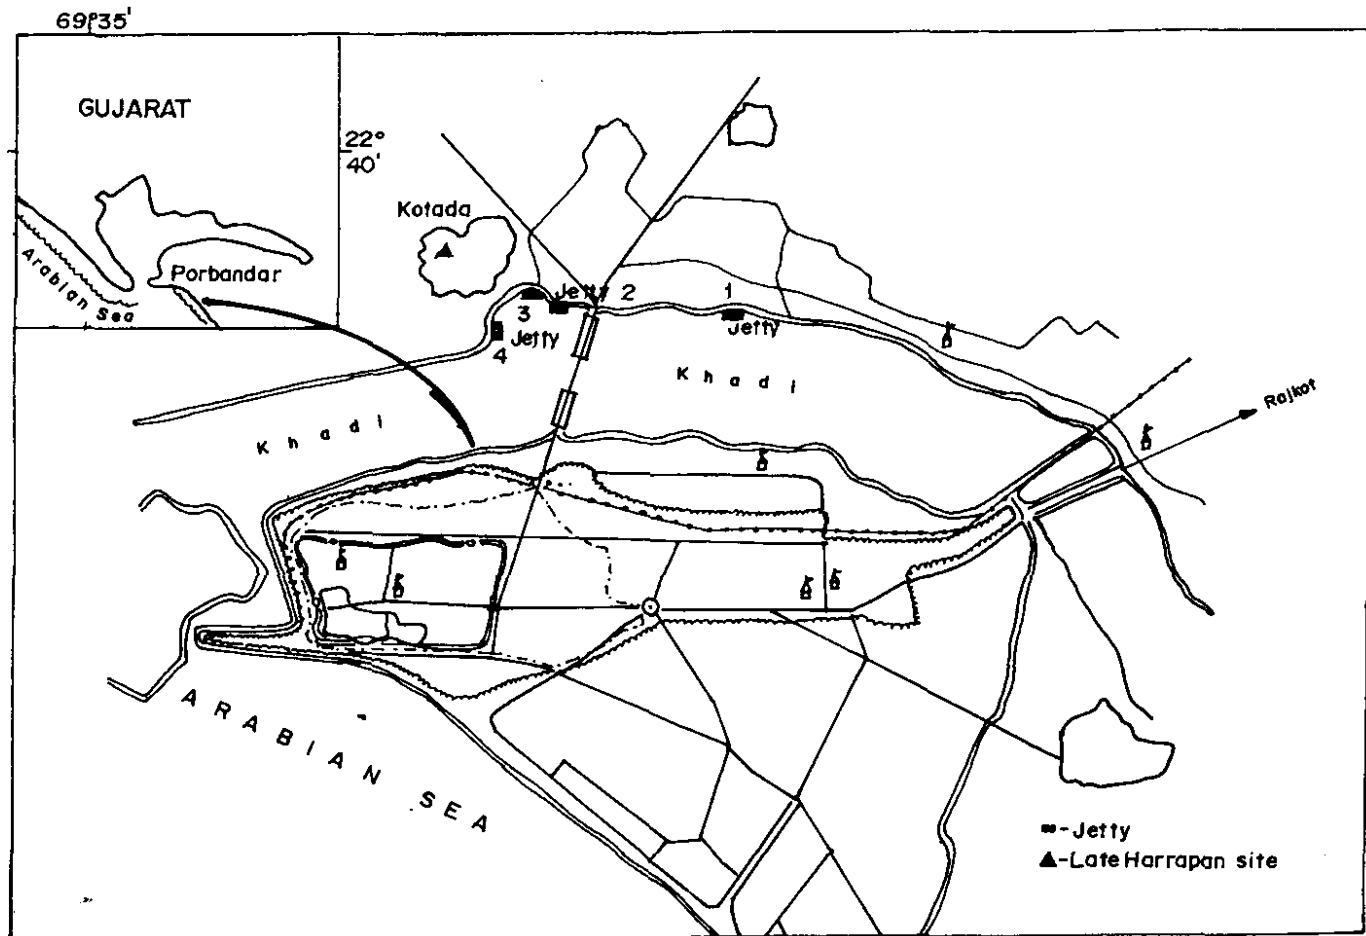 69°35'
GUJARAT
22°
40'
Kotada
Arabian Sea
Porbandar
Jetty 2
1
3
Jetty
Jetty
4
Khadi
Khadi
Rajkot
ARABIAN SEA
-Jetty
-Late Harrapan site